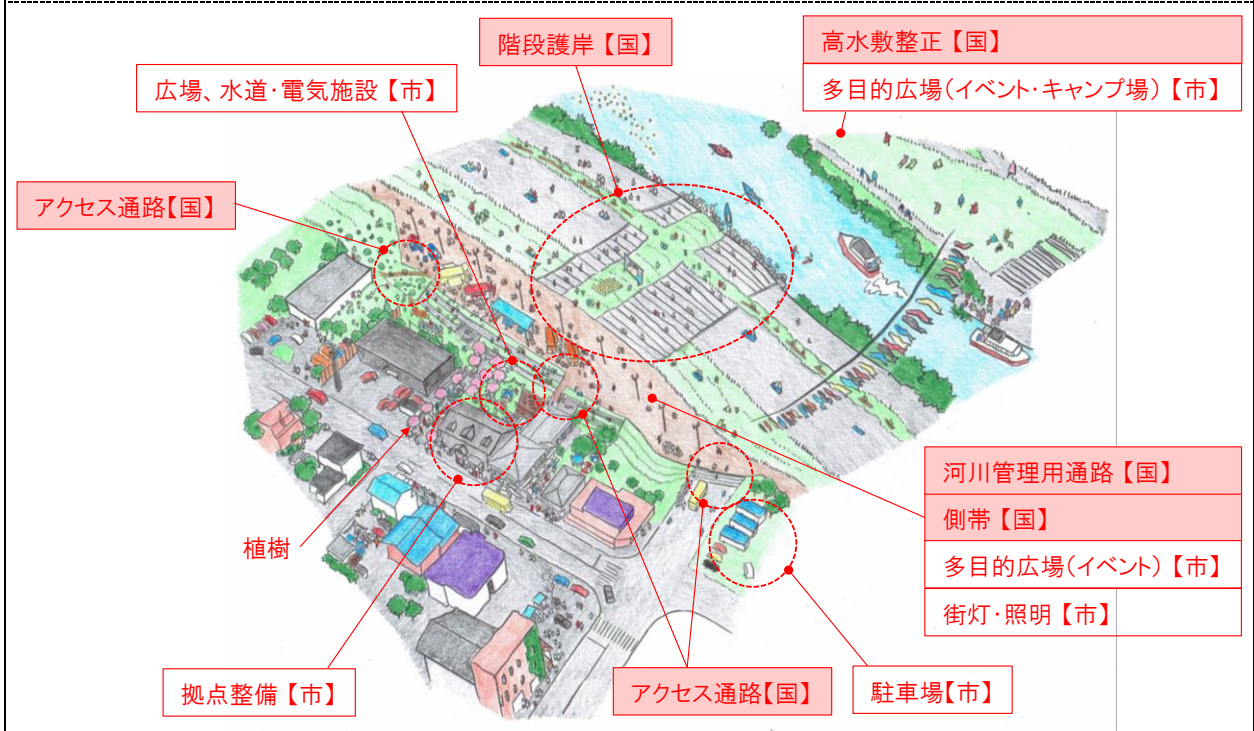 階段護岸【国】
高水敷整正【国】
多目的広場(イベント・キャンプ場)【市】
広場、水道・電気施設【市】
アクセス通路【国】
河川管理用通路【国】
側帯【国】
多目的広場(イベント)【市】
街灯・照明【市】
植樹
拠点整備【市】
アクセス通路【国】
駐車場【市】